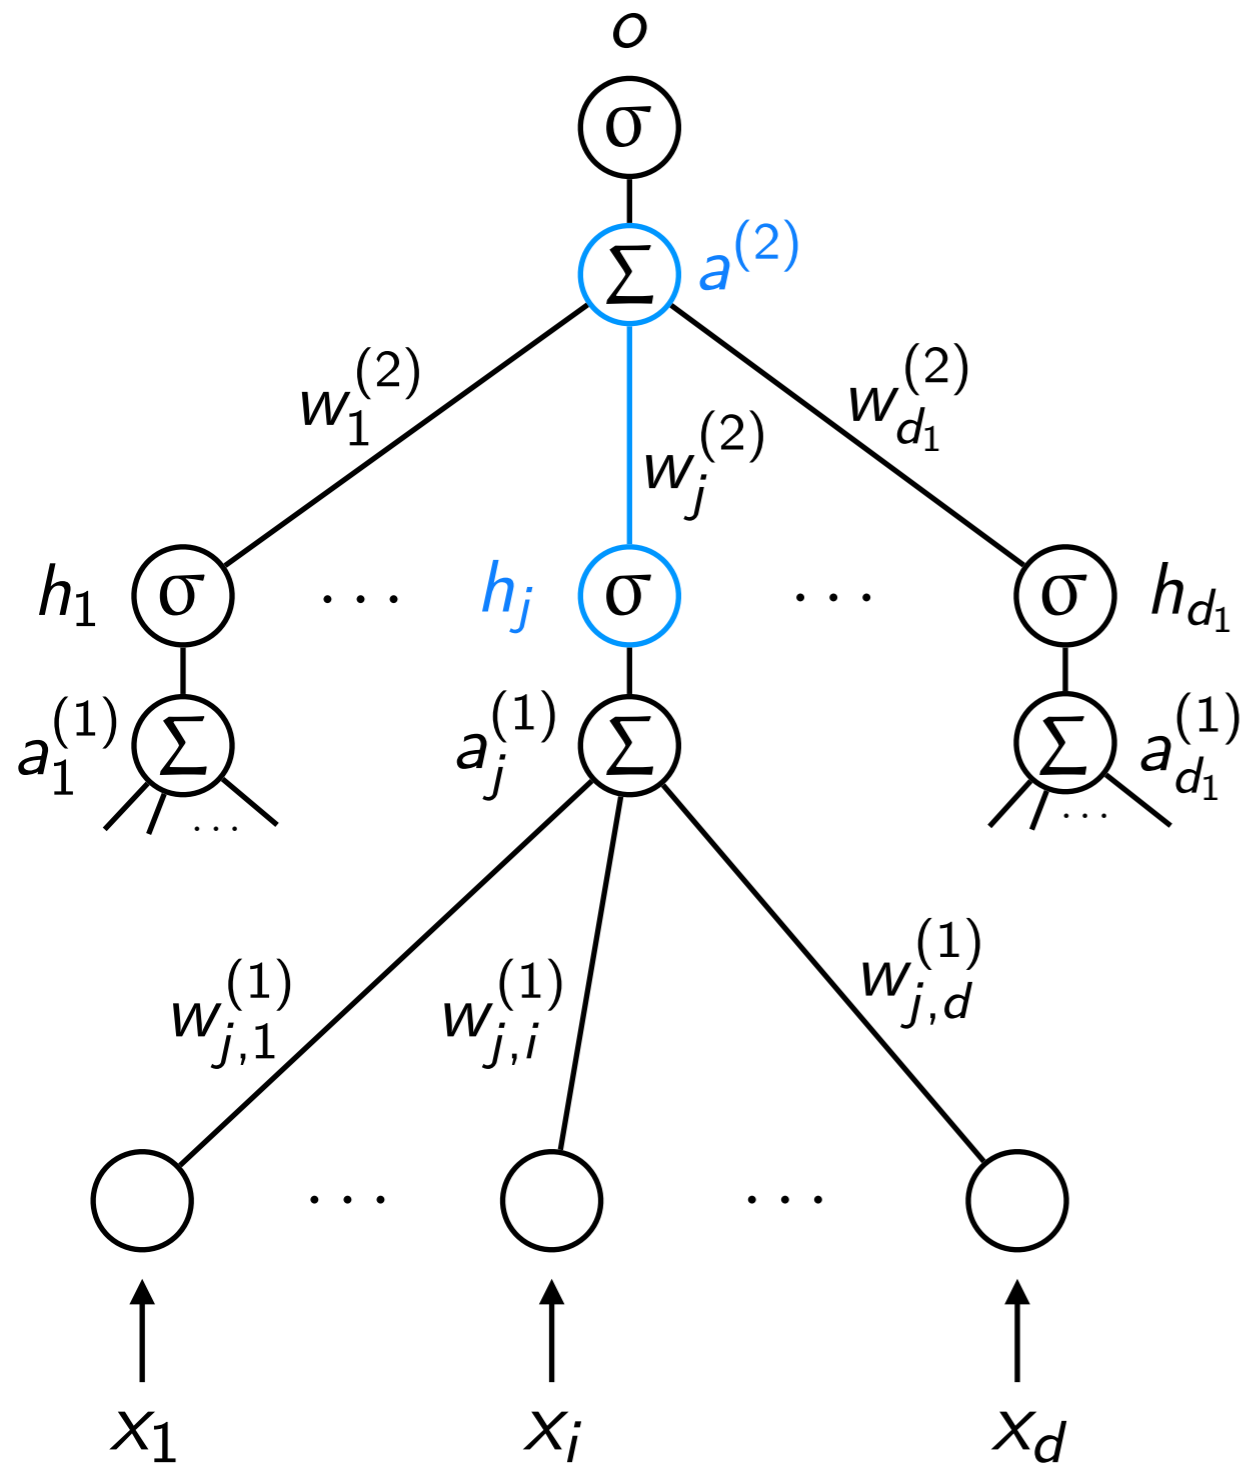 o
σ
Σ a^(2)
w_1^(2) w_j^(2) w_{d_1}^(2)
h_1 σ ... h_j σ ... σ h_{d_1}
a_1^(1) Σ a_j^(1) Σ Σ a_{d_1}^(1)
... ...
w_{j,1}^(1) w_{j,i}^(1) w_{j,d}^(1)
... ...
x_1 x_i x_d